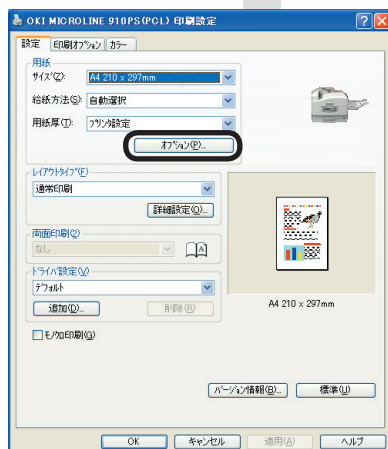 OKI MICROLINE 910PS(PCL) 印刷設定
設定 印刷オプション カラー
用紙
サイズ(Z): A4 210 x 297mm
給紙方法(S): 自動選択
用紙厚(T): プリンタ設定
オプション(P)...
レイアウトタイプ(F)
通常印刷
詳細設定(O)...
両面印刷(2)
なし
ドライバ設定(V)
デフォルト
追加(D)... 削除(R)
A4 210 x 297mm
モノクロ印刷(G)
バージョン情報(B)... 標準(U)
OK キャンセル 適用(A) ヘルプ